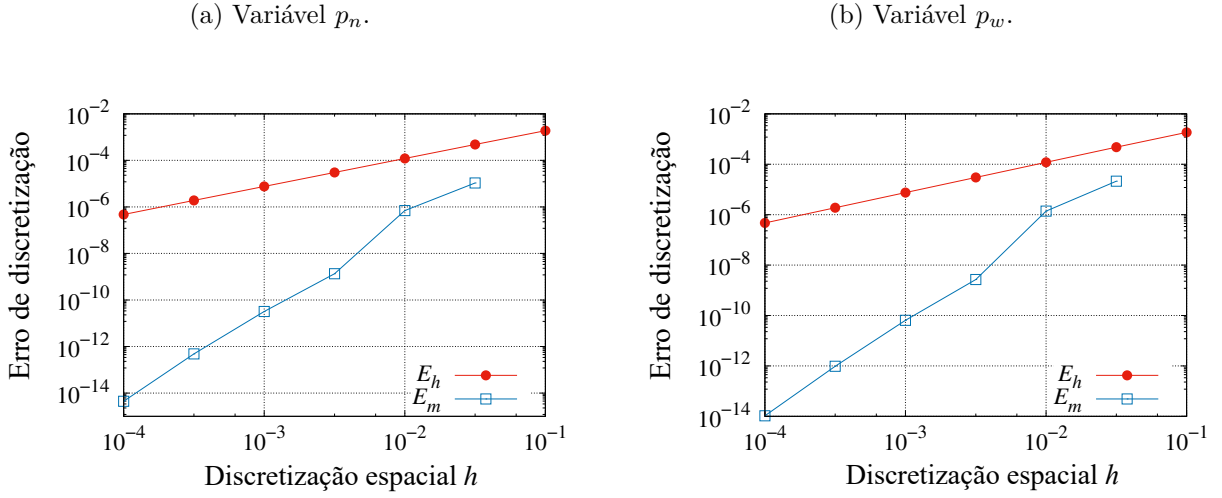 (a) Variável $p_n$.
(b) Variável $p_w$.
Erro de discretização
10⁻²
10⁻⁴
10⁻⁶
10⁻⁸
10⁻¹⁰
10⁻¹²
10⁻¹⁴
$E_h$
$E_m$
10⁻⁴ 10⁻³ 10⁻² 10⁻¹
Discretização espacial $h$
Erro de discretização
10⁻²
10⁻⁴
10⁻⁶
10⁻⁸
10⁻¹⁰
10⁻¹²
10⁻¹⁴
$E_h$
$E_m$
10⁻⁴ 10⁻³ 10⁻² 10⁻¹
Discretização espacial $h$